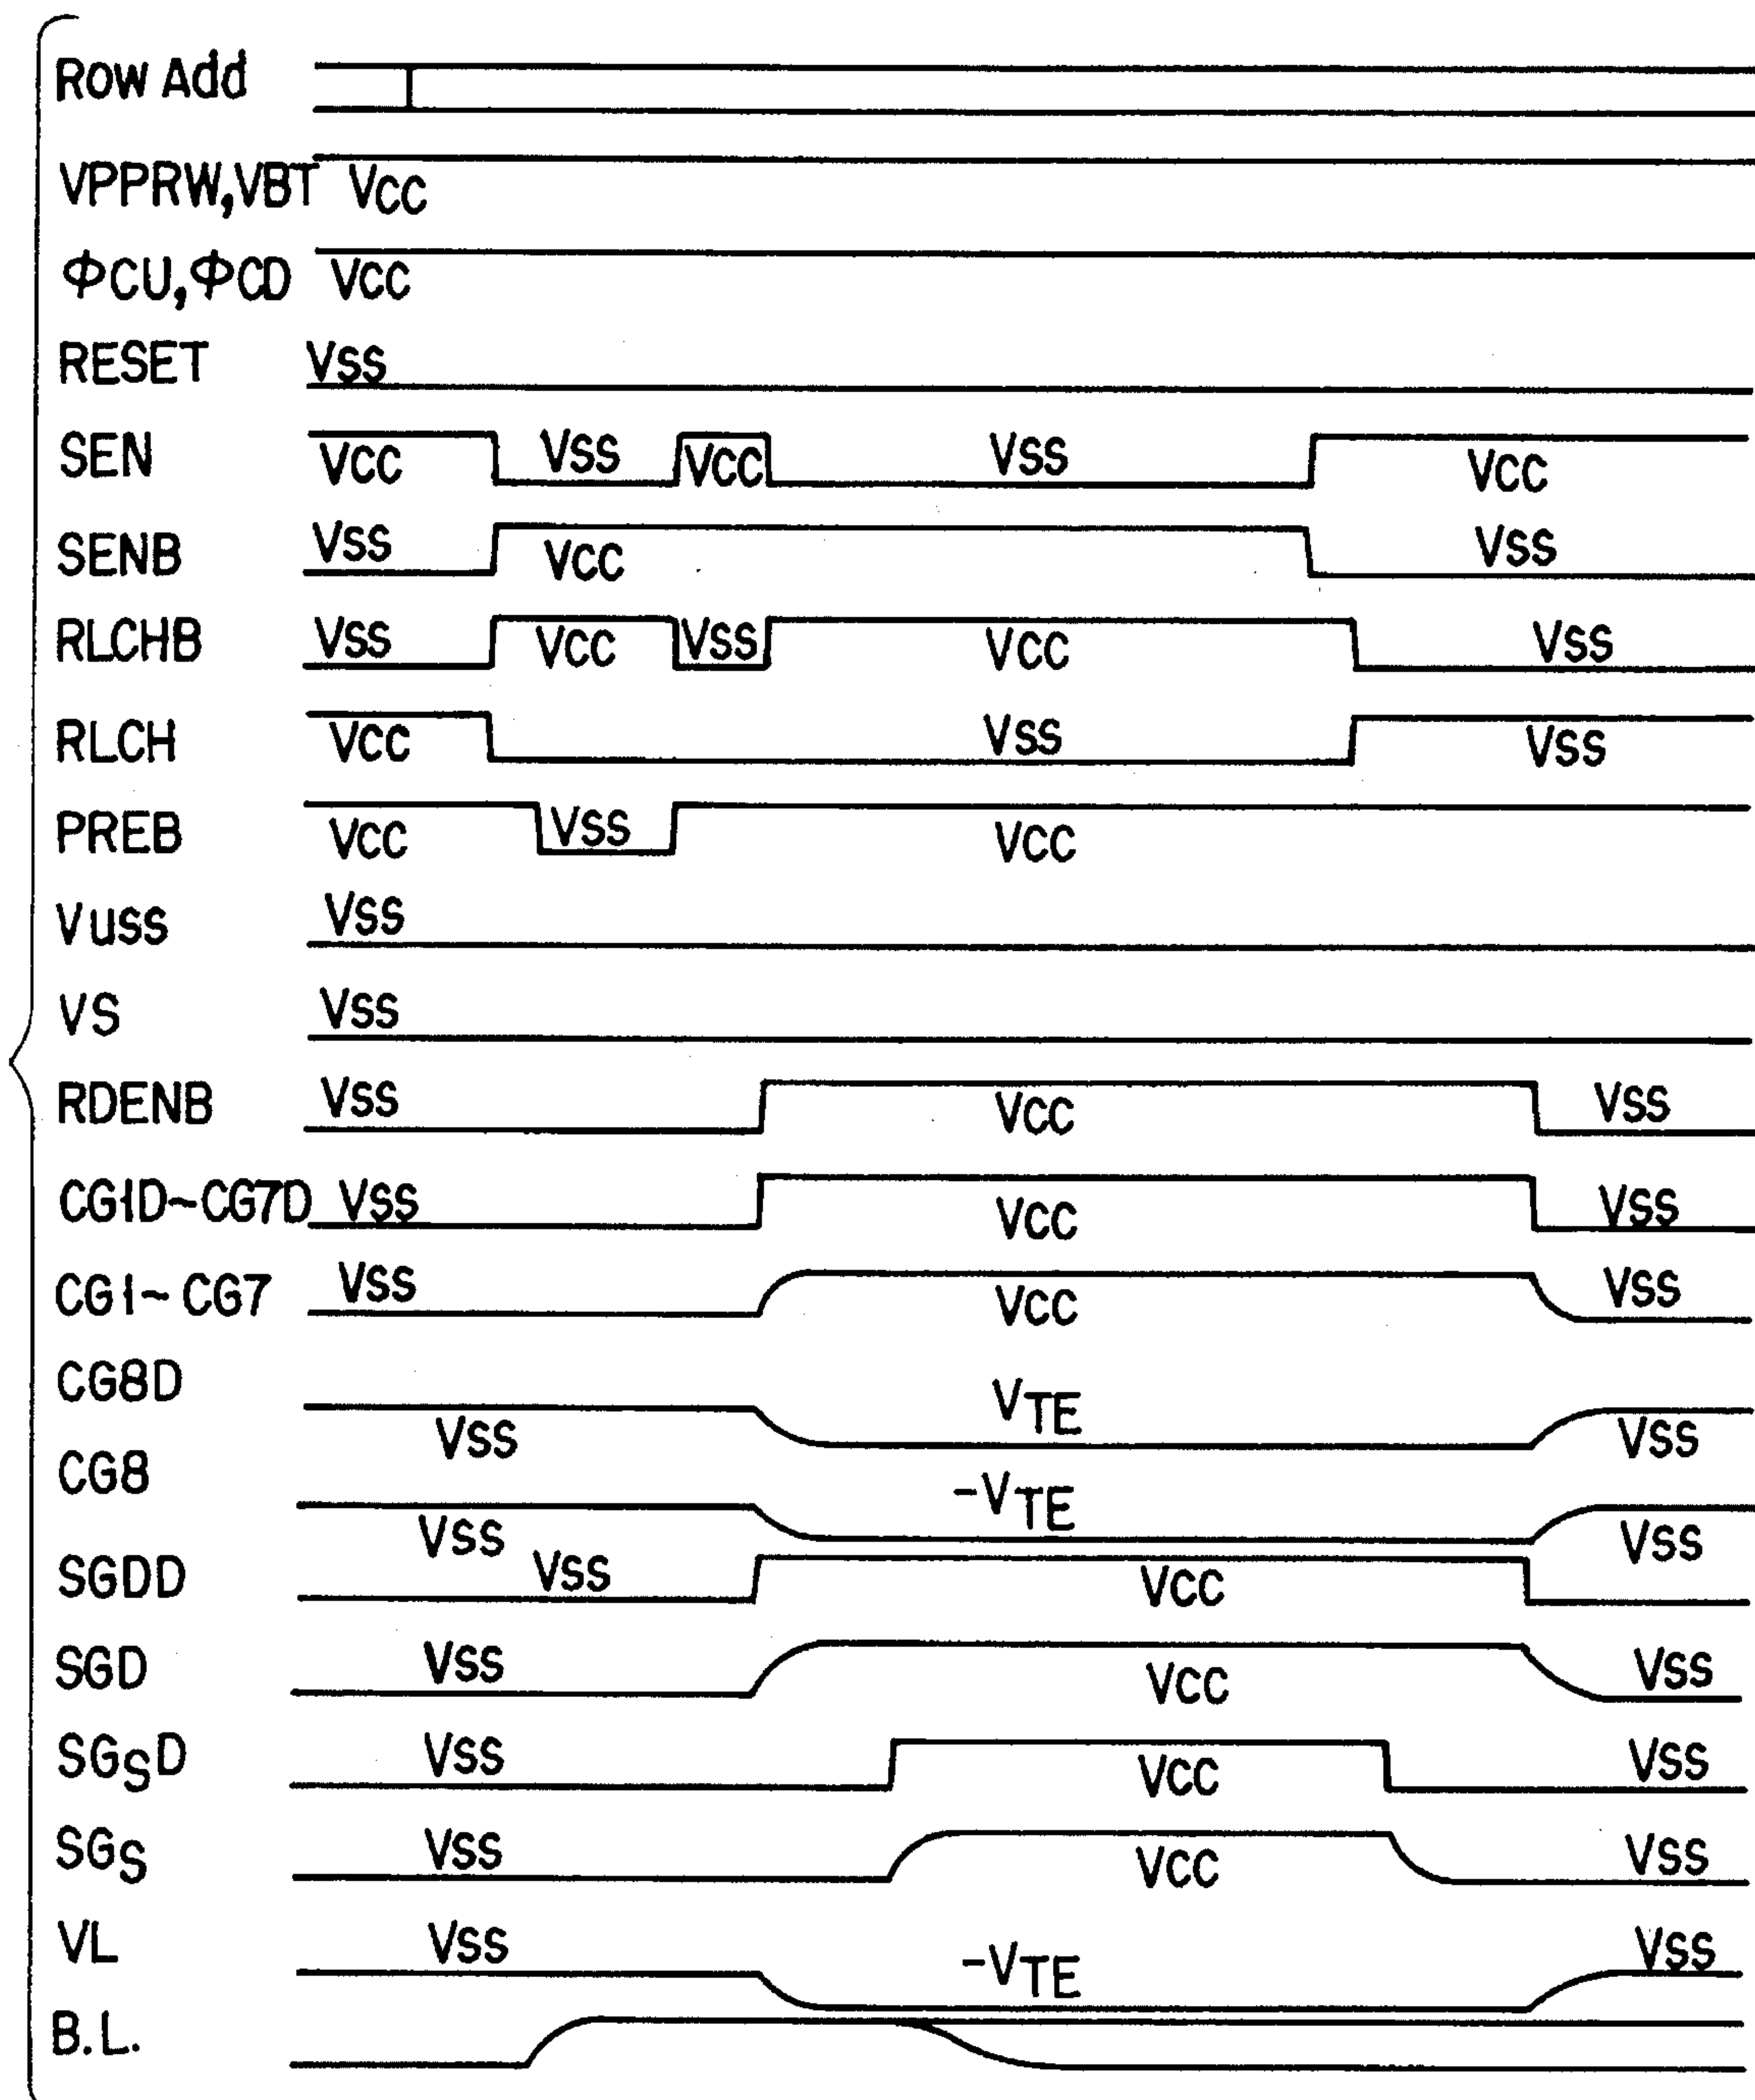 Row Add
VPPRW,VBT VCC
ΦCU,ΦCD VCC
RESET VSS
SEN VCC VSS VCC VSS VCC
SENB VSS VCC VSS
RLCHB VSS VCC VSS VCC VSS
RLCH VCC VSS VSS
PREB VCC VSS VCC
Vuss VSS
VS VSS
RDENB VSS VCC VSS
CG1D~CG7D VSS VCC VSS
CG1~CG7 VSS VCC VSS
CG8D VSS VTE VSS
CG8 VSS -VTE VSS
SGDD VSS VCC
SGD VSS VCC VSS
SGSD VSS VCC VSS
SGS VSS VCC VSS
VL VSS -VTE VSS
B.L.